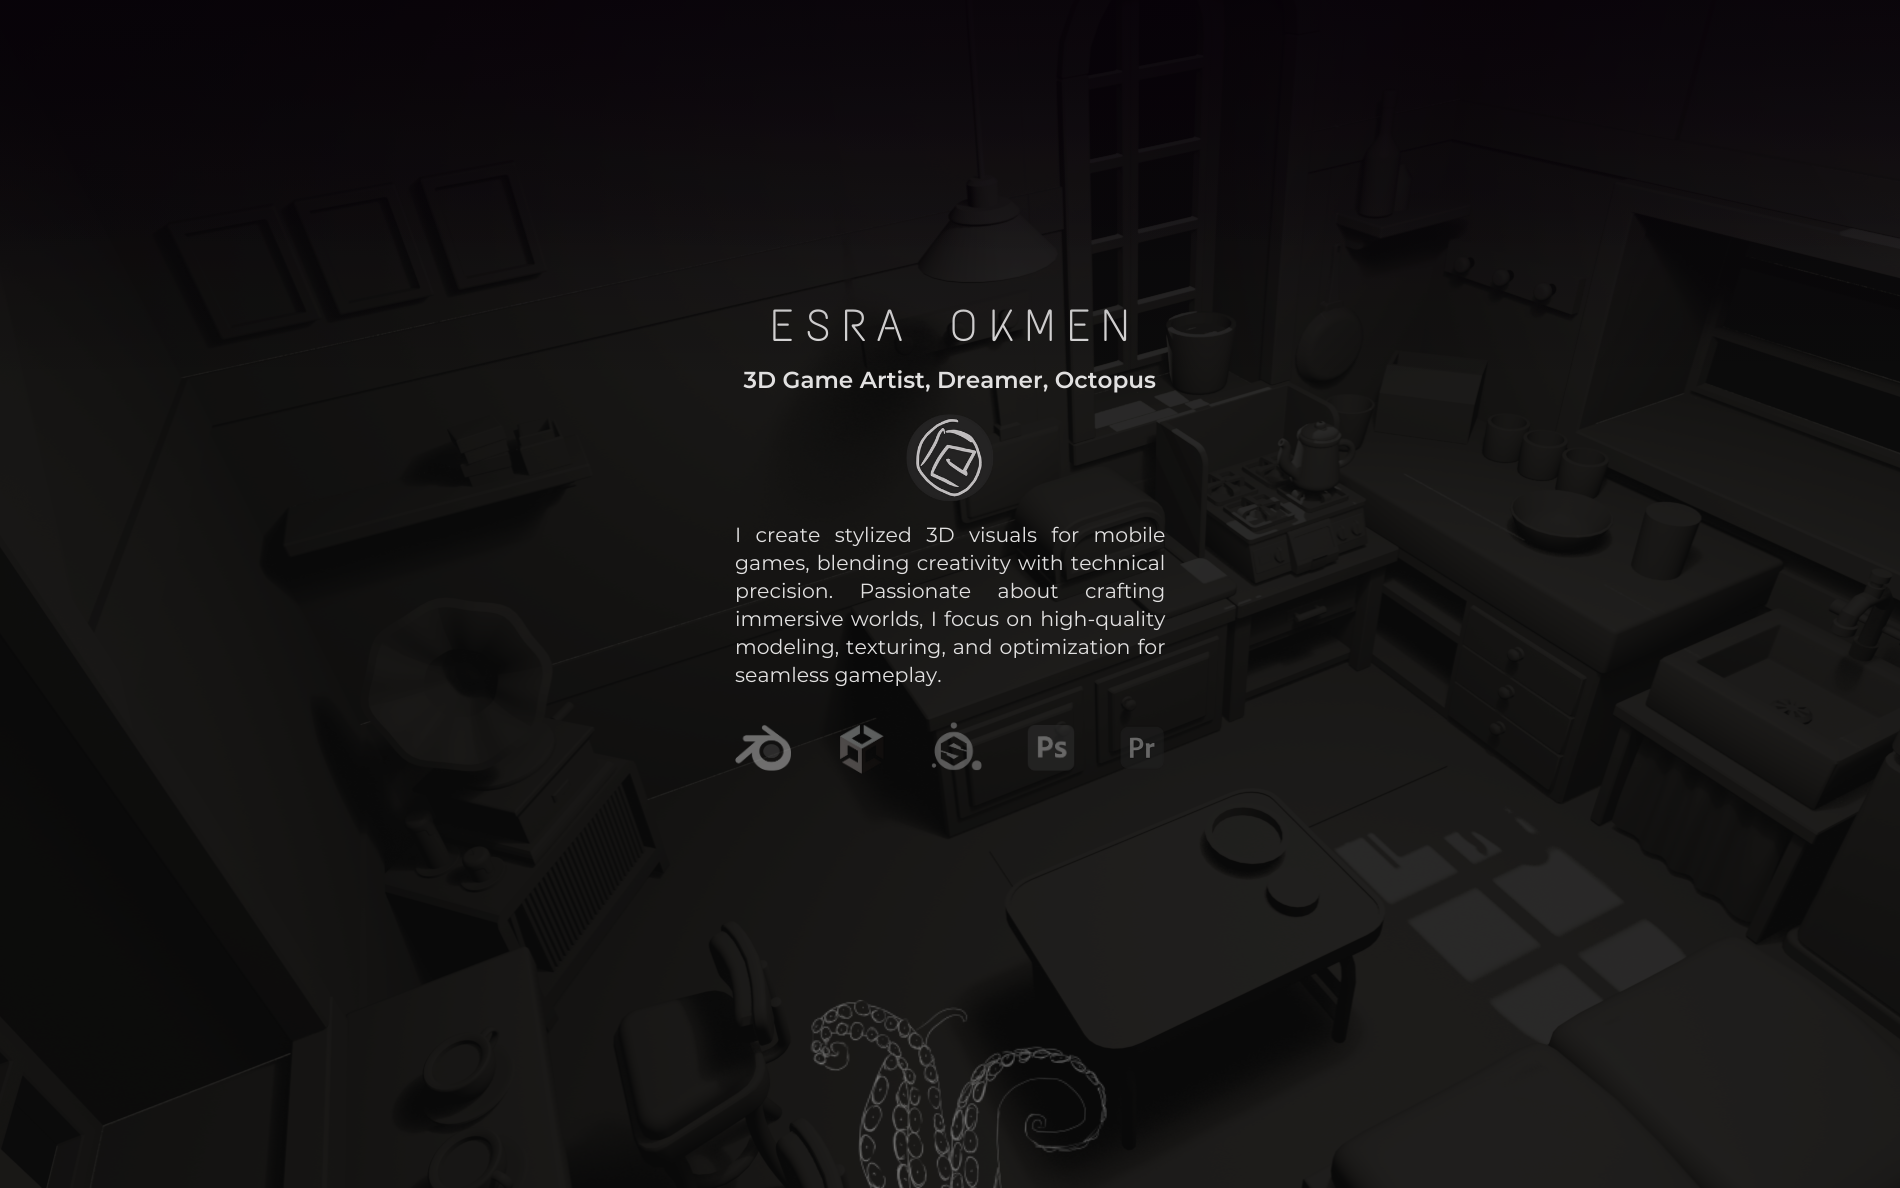 ESRA OKMEN
3D Game Artist, Dreamer, Octopus
I create stylized 3D visuals for mobile
games, blending creativity with technical
precision. Passionate about crafting
immersive worlds, I focus on high-quality
modeling, texturing, and optimization for
seamless gameplay.
Ps Pr